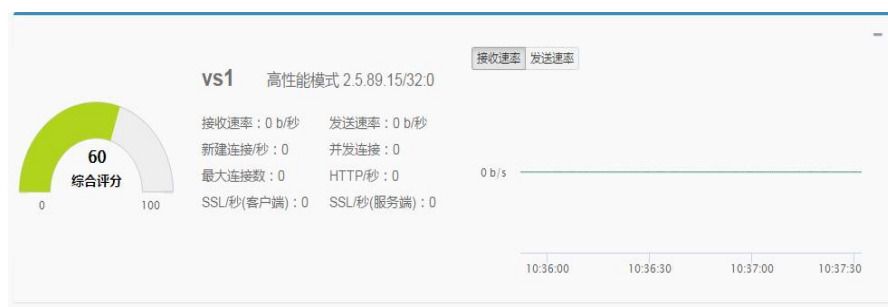 60
综合评分
0
100
vs1 高性能模式 2.5.89.15/32:0
接收速率：0 b/秒 发送速率：0 b/秒
新建连接/秒：0 并发连接：0
最大连接数：0 HTTP/秒：0
SSL/秒(客户端)：0 SSL/秒(服务端)：0
接收速率 发送速率
0 b/s
10:36:00 10:36:30 10:37:00 10:37:30